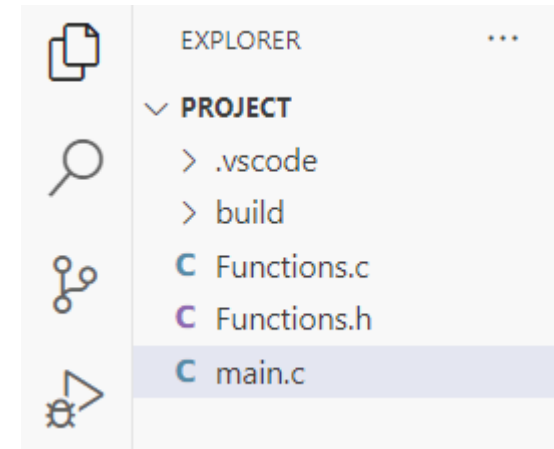 EXPLORER ...
PROJECT
.vscode
build
C Functions.c
C Functions.h
C main.c